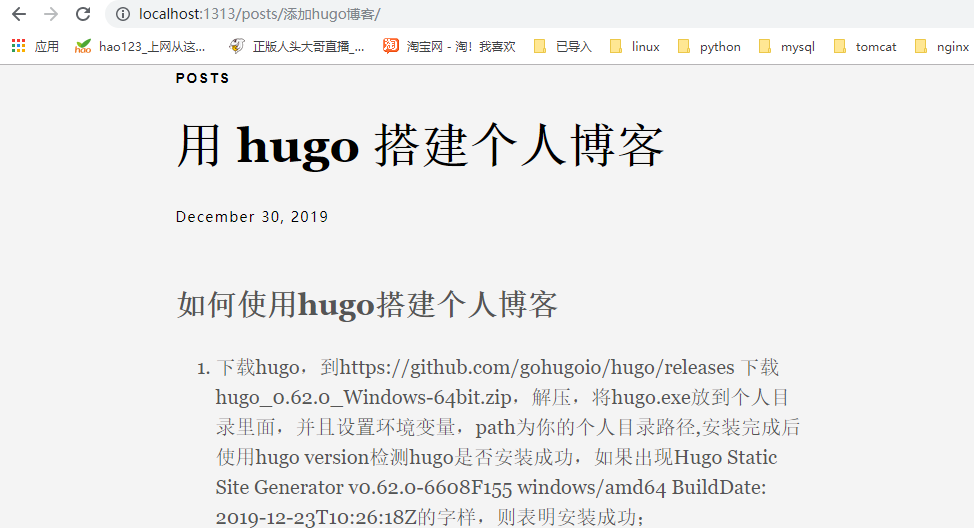 localhost:1313/posts/添加hugo博客/
应用 hao123_上网从这... 正版人头大哥直播_... 淘 淘宝网 - 淘！我喜欢 已导入 linux python mysql tomcat nginx
POSTS
用 hugo 搭建个人博客
December 30, 2019
如何使用hugo搭建个人博客
1. 下载hugo，到https://github.com/gohugoio/hugo/releases 下载
hugo_0.62.0_Windows-64bit.zip，解压，将hugo.exe放到个人目
录里面，并且设置环境变量，path为你的个人目录路径,安装完成后
使用hugo version检测hugo是否安装成功，如果出现Hugo Static
Site Generator v0.62.0-6608F155 windows/amd64 BuildDate:
2019-12-23T10:26:18Z的字样，则表明安装成功；